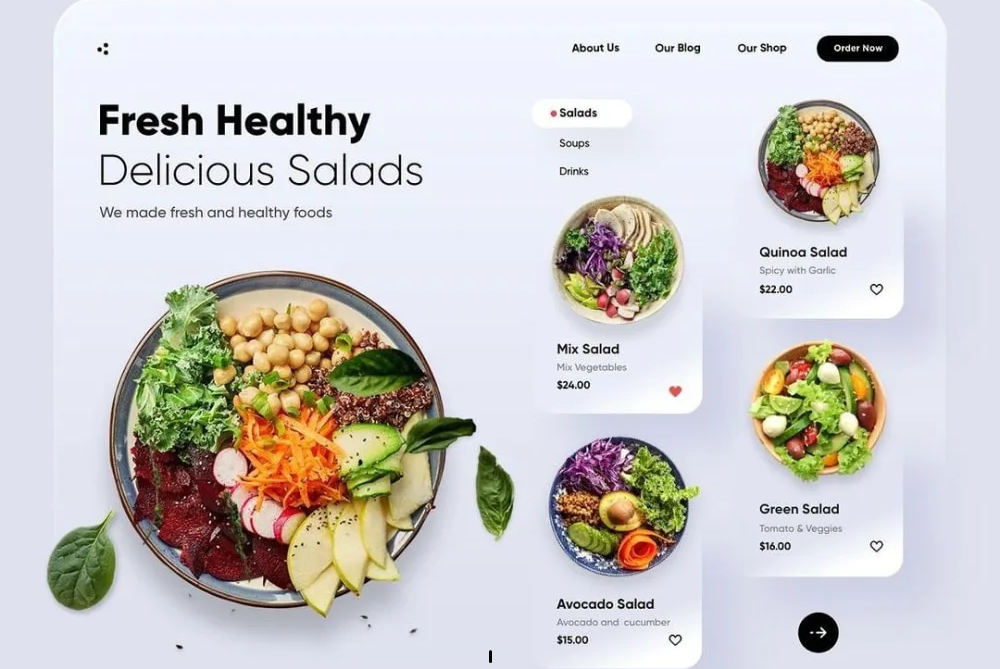 About Us
Our Blog
Our Shop
Order Now
Fresh Healthy
Delicious Salads
We made fresh and healthy foods
Salads
Soups
Drinks
Mix Salad
Mix Vegetables
$24.00
Avocado Salad
Avocado and cucumber
$15.00
Quinoa Salad
Spicy with Garlic
$22.00
Green Salad
Tomato & Veggies
$16.00